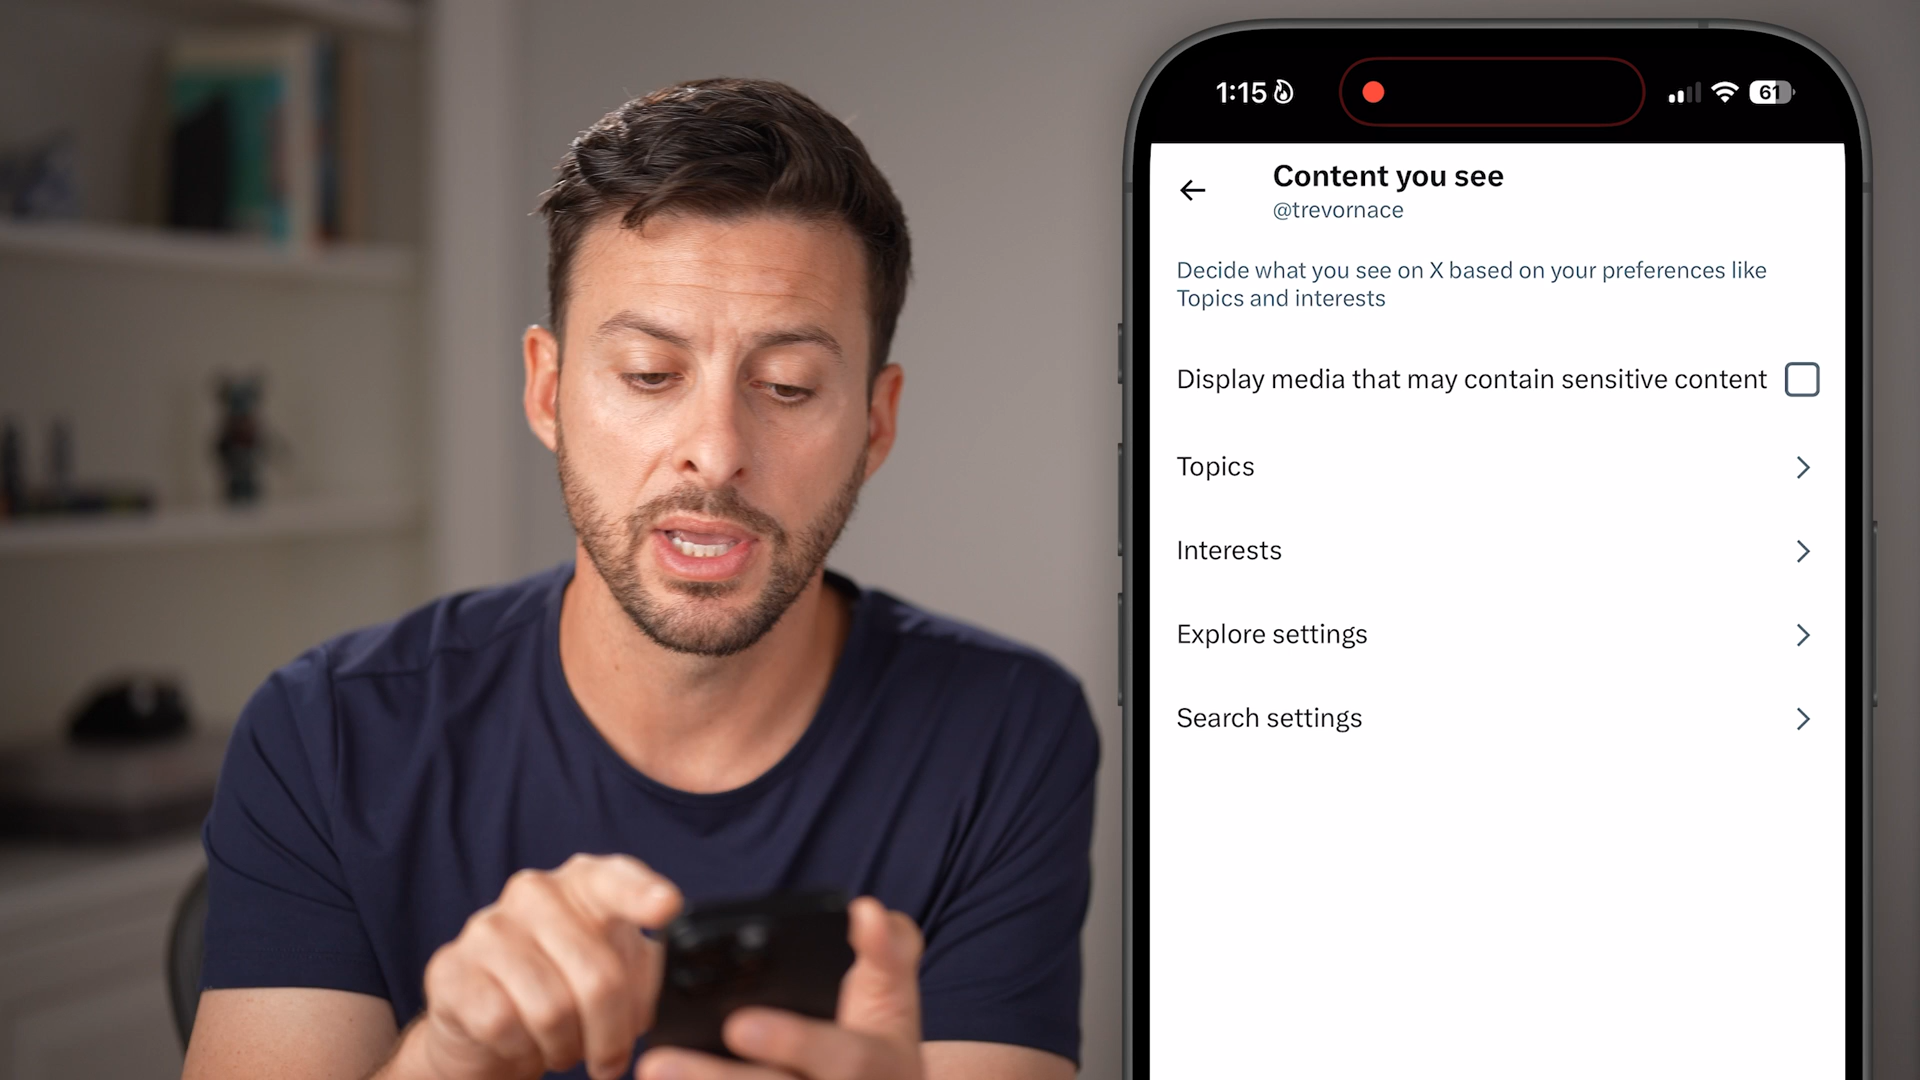 1:15
61
Content you see
@trevornace
Decide what you see on X based on your preferences like
Topics and interests
Display media that may contain sensitive content
Topics
Interests
Explore settings
Search settings